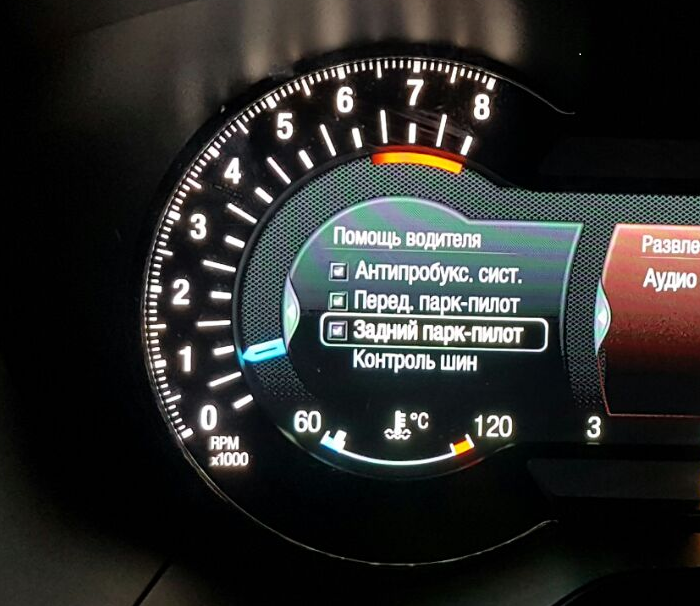 8
7
6
5
4
3
2
1
0
RPM
x1000
Помощь водителя
Антипробукс. сист.
Перед. парк-пилот
Задний парк-пилот
Контроль шин
60
°C
120
Развле
Аудио
3